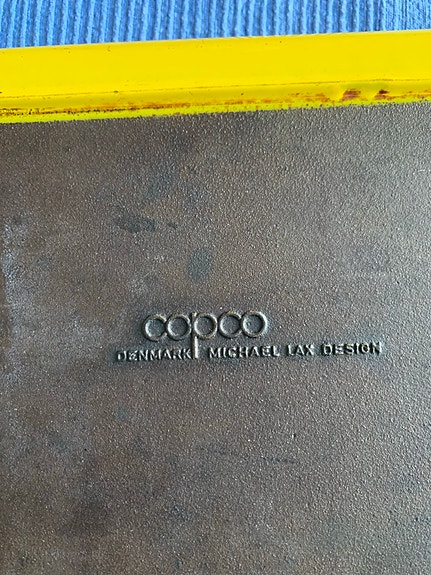 copco
DENMARK MICHAEL LAX DESIGN